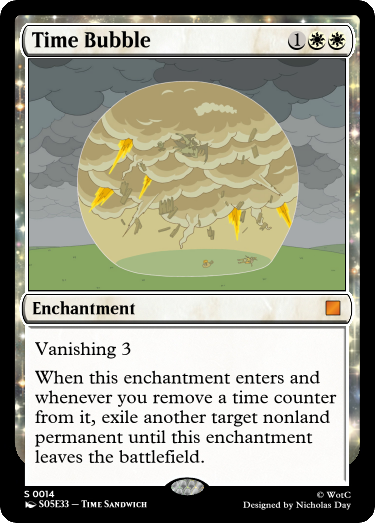 Time Bubble
1
Enchantment
Vanishing 3
When this enchantment enters and
whenever you remove a time counter
from it, exile another target nonland
permanent until this enchantment
leaves the battlefield.
S 0014
© WotC
S05E33 – Time Sandwich
Designed by Nicholas Day